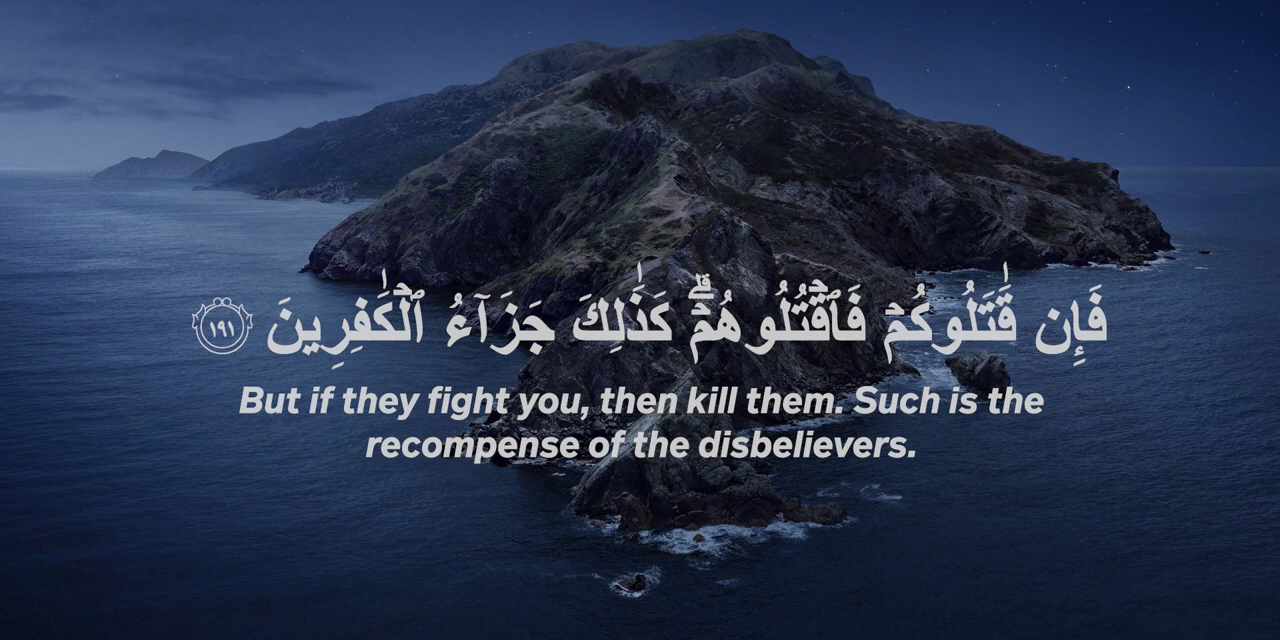 فَإِن قَٰتَلُوكُمۡ فَٱقۡتُلُوهُمۡۗ كَذَٰلِكَ جَزَآءُ ٱلۡكَٰفِرِينَ ١٩١
But if they fight you, then kill them. Such is the
recompense of the disbelievers.